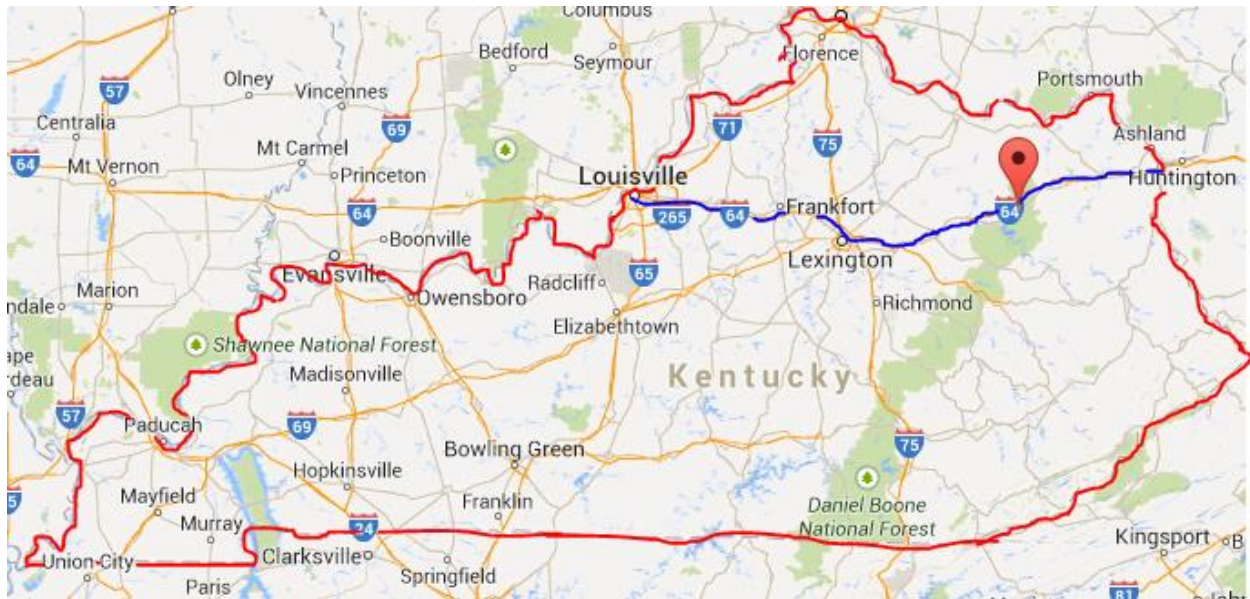 Columbus
Florence
Bedford
Seymour
Olney
57
Vincennes
Portsmouth
Centralia
69
71
75
Ashland
64
Mt Vernon
Mt Carmel
Princeton
Louisville
Huntington
64
265
64
Frankfort
64
Boonville
Lexington
Evansville
Radcliff
65
Marion
Owensboro
Richmond
Elizabethtown
Shawnee National Forest
Madisonville
Kentucky
57
Paducah
69
Bowling Green
75
Hopkinsville
Mayfield
Franklin
Daniel Boone
National Forest
Murray
24
Clarksville
Kingsport
B
Union City
Springfield
Paris
81